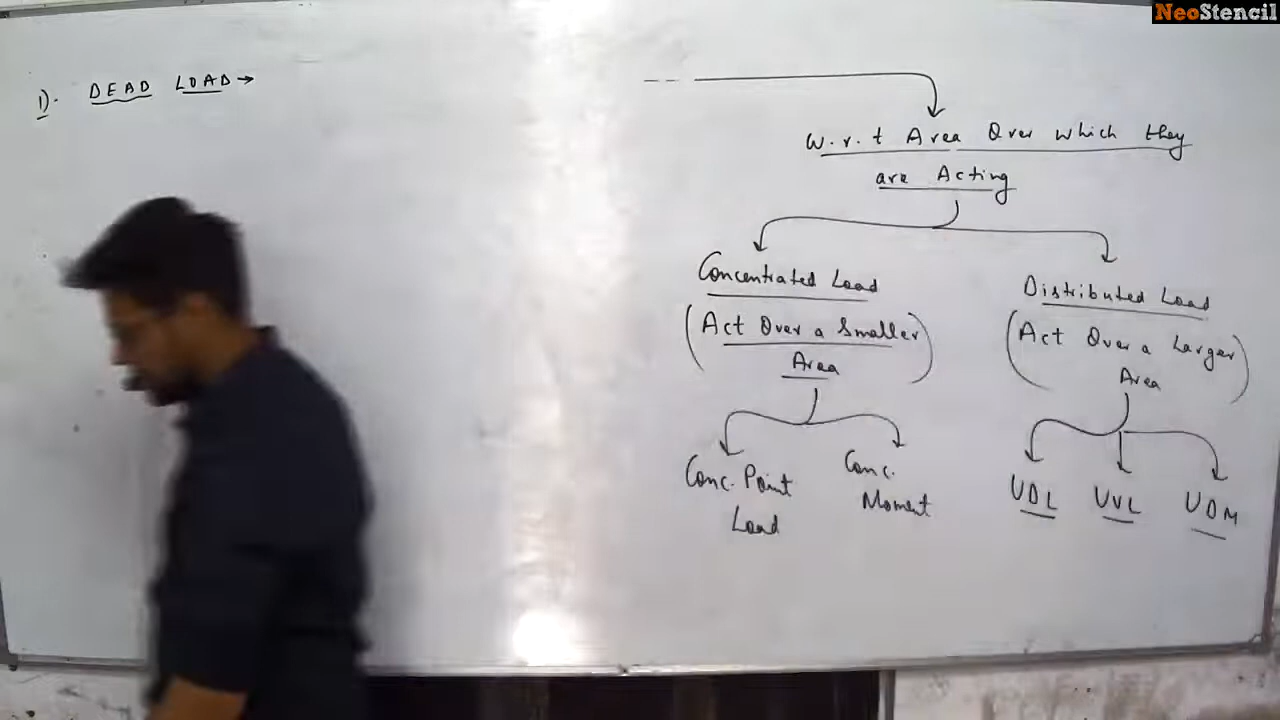 NeoStencil
1). DEAD LOAD →
W.r.t Area Over which they
are Acting
Concentrated Load
(Act Over a Smaller
Area)
Conc. Point
Load
Conc.
Moment
Distributed Load
(Act Over a Larger
Area)
UDL UVL UDM